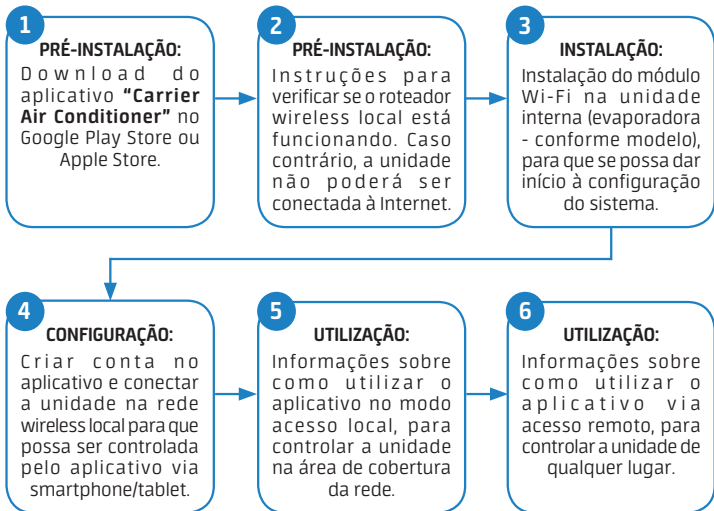 1
PRÉ-INSTALAÇÃO:
Download do
aplicativo “Carrier
Air Conditioner” no
Google Play Store ou
Apple Store.
2
PRÉ-INSTALAÇÃO:
Instruções para
verificar se o roteador
wireless local está
funcionando. Caso
contrário, a unidade
não poderá ser
conectada à Internet.
3
INSTALAÇÃO:
Instalação do módulo
Wi-Fi na unidade
interna (evaporadora
- conforme modelo),
para que se possa dar
início à configuração
do sistema.
4
CONFIGURAÇÃO:
Criar conta no
aplicativo e conectar
a unidade na rede
wireless local para que
possa ser controlada
pelo aplicativo via
smartphone/tablet.
5
UTILIZAÇÃO:
Informações sobre
como utilizar o
aplicativo no modo
acesso local, para
controlar a unidade
na área de cobertura
da rede.
6
UTILIZAÇÃO:
Informações sobre
como utilizar o
aplicativo via
acesso remoto, para
controlar a unidade de
qualquer lugar.